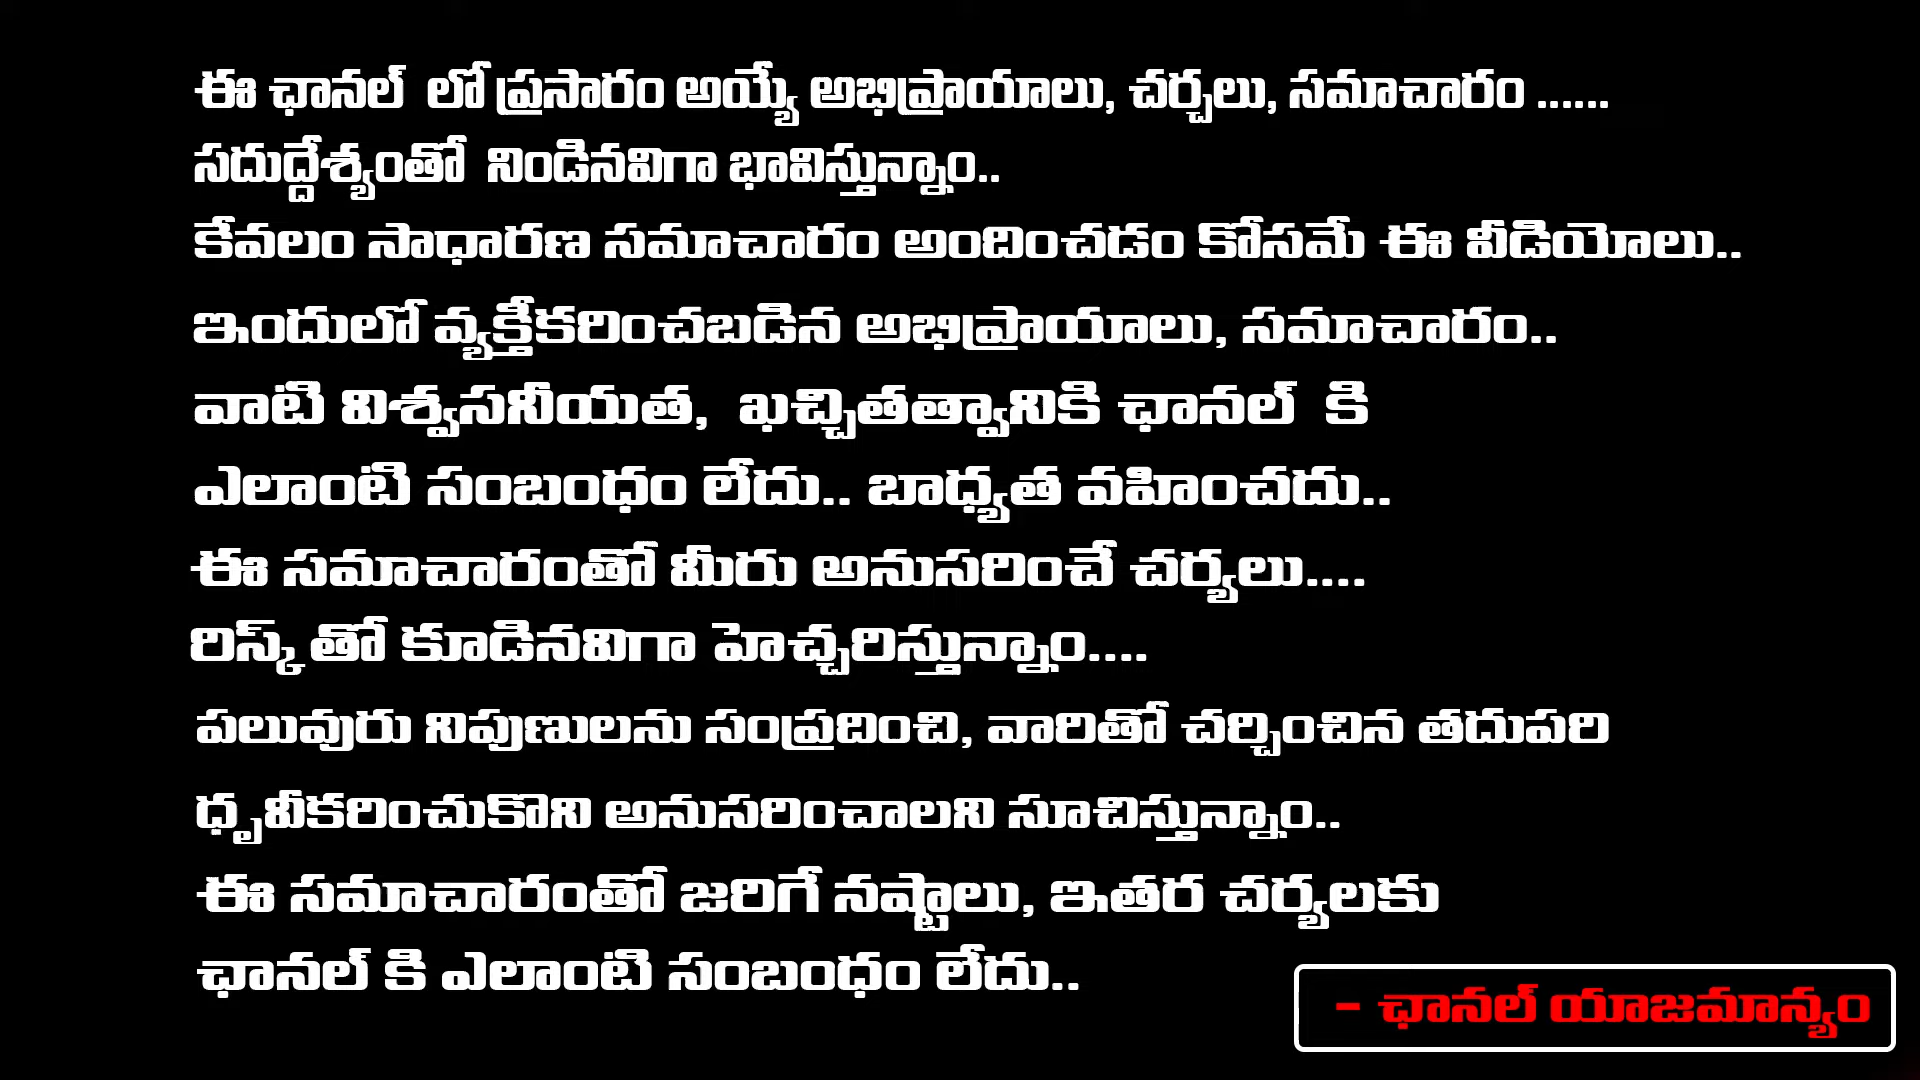 ఈ ఛానల్ లో ప్రసారం అయ్యే అభిప్రాయాలు, చర్చలు, సమాచారం ......
సదుద్దేశ్యంతో నిండినవిగా భావిస్తున్నాం..
కేవలం సాధారణ సమాచారం అందించడం కోసమే ఈ వీడియోలు..
ఇందులో వ్యక్తీకరించబడిన అభిప్రాయాలు, సమాచారం..
వాటి విశ్వసనీయత, ఖచ్చితత్వానికి ఛానల్ కి
ఎలాంటి సంబంధం లేదు.. బాధ్యత వహించదు..
ఈ సమాచారంతో మీరు అనుసరించే చర్యలు....
రిస్క్ తో కూడినవిగా హెచ్చరిస్తున్నాం....
పలువురు నిపుణులను సంప్రదించి, వారితో చర్చించిన తదుపరి
ధృవీకరించుకొని అనుసరించాలని సూచిస్తున్నాం..
ఈ సమాచారంతో జరిగే నష్టాలు, ఇతర చర్యలకు
ఛానల్ కి ఎలాంటి సంబంధం లేదు..
- ఛానల్ యాజమాన్యం